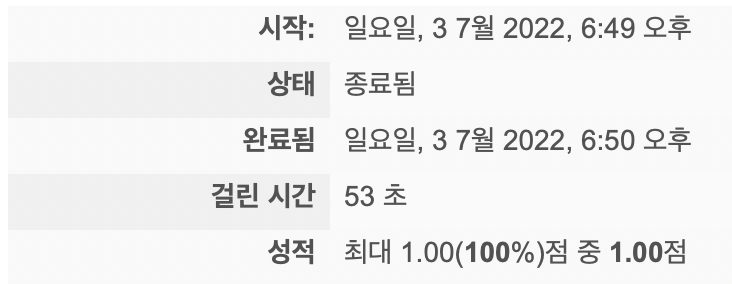 시작: 일요일, 3 7월 2022, 6:49 오후
상태 종료됨
완료됨 일요일, 3 7월 2022, 6:50 오후
걸린 시간 53 초
성적 최대 1.00(100%)점 중 1.00점